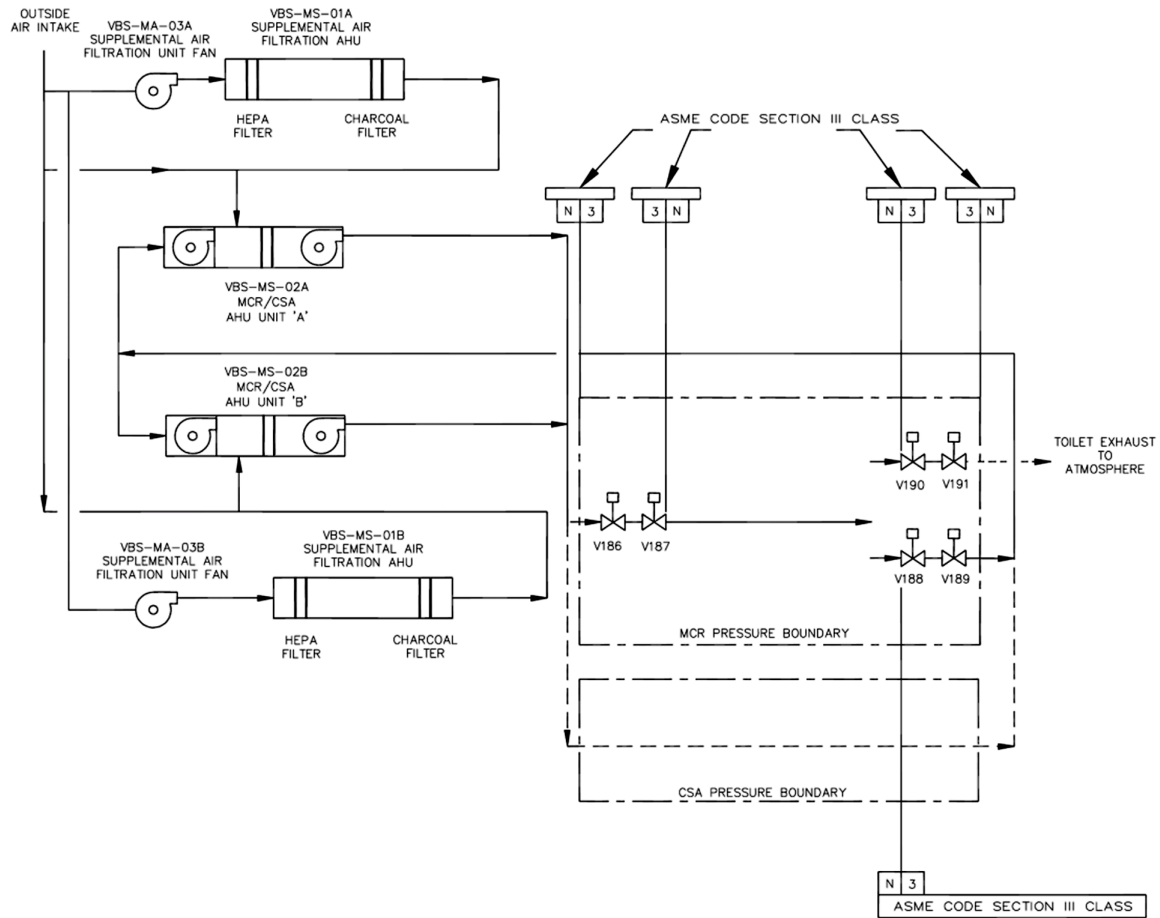 OUTSIDE
AIR INTAKE
VBS-MA-03A
SUPPLEMENTAL AIR
FILTRATION UNIT FAN
VBS-MS-01A
SUPPLEMENTAL AIR
FILTRATION AHU
HEPA
FILTER
CHARCOAL
FILTER
ASME CODE SECTION III CLASS
N 3
3 N
N 3
3 N
VBS-MS-02A
MCR/CSA
AHU UNIT 'A'
VBS-MS-02B
MCR/CSA
AHU UNIT 'B'
V190
V191
TOILET EXHAUST
TO
ATMOSPHERE
V186
V187
V188
V189
VBS-MA-03B
SUPPLEMENTAL AIR
FILTRATION UNIT FAN
VBS-MS-01B
SUPPLEMENTAL AIR
FILTRATION AHU
HEPA
FILTER
CHARCOAL
FILTER
MCR PRESSURE BOUNDARY
CSA PRESSURE BOUNDARY
N 3
ASME CODE SECTION III CLASS